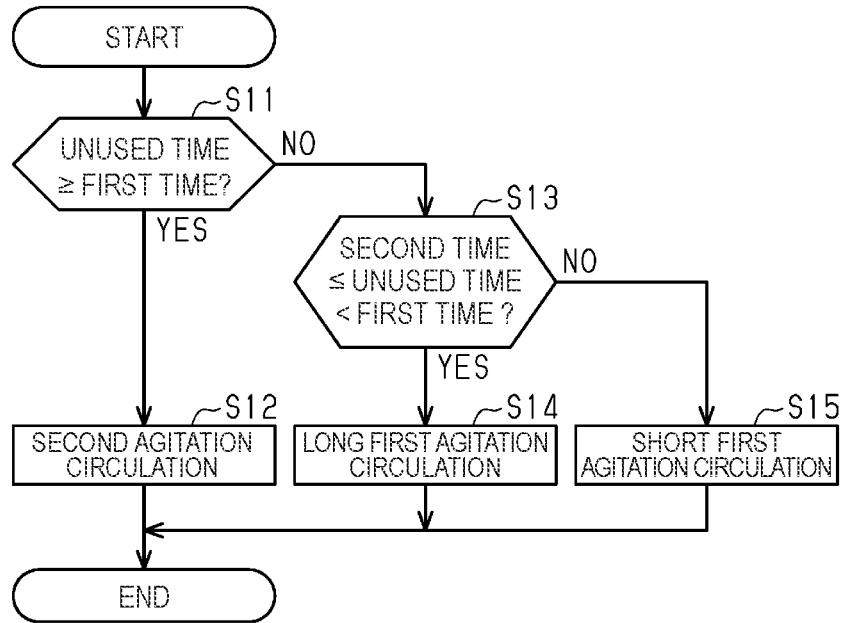 START
S11
UNUSED TIME
≥ FIRST TIME?
NO
YES
S13
SECOND TIME
≤ UNUSED TIME
< FIRST TIME ?
NO
YES
S12
SECOND AGITATION
CIRCULATION
S14
LONG FIRST AGITATION
CIRCULATION
S15
SHORT FIRST
AGITATION CIRCULATION
END